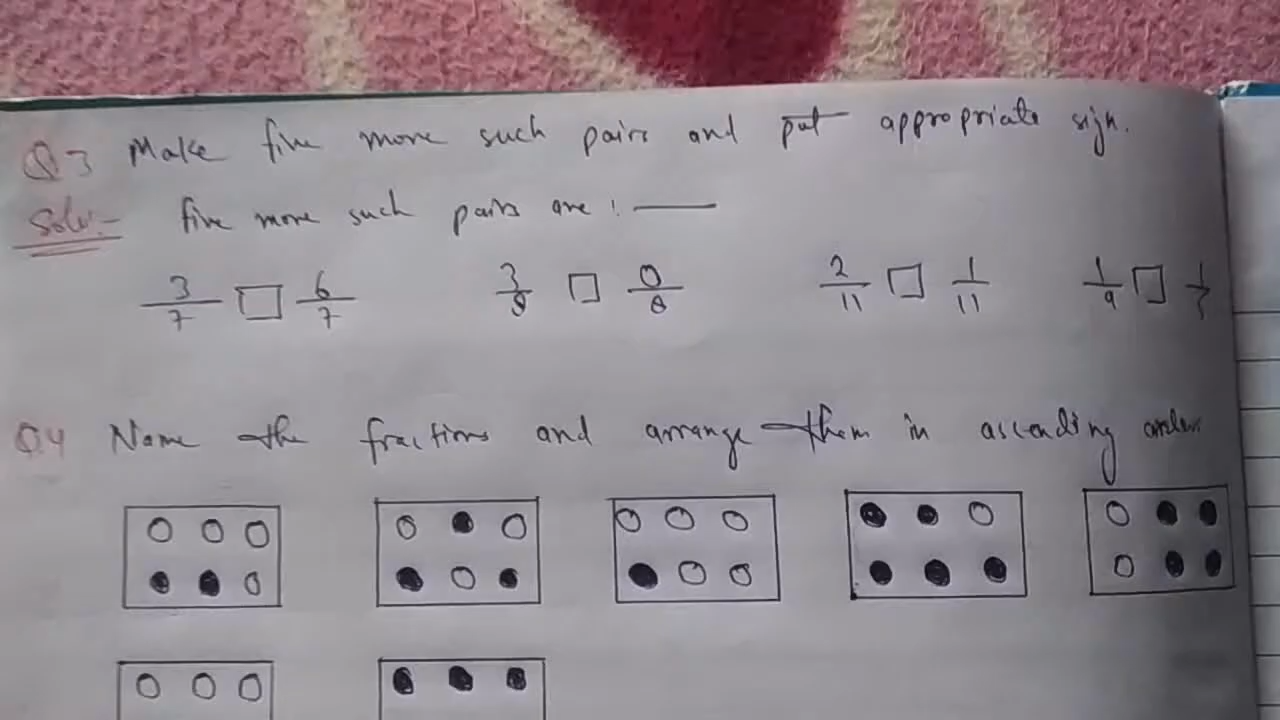 Q3 Make five more such pairs and put appropriate sign.
Solv:- five more such pairs are : —
3/7 □ 6/7 3/8 □ 0/8 2/11 □ 1/11 1/9 □
Q4 Name the fractions and arrange them in ascending order